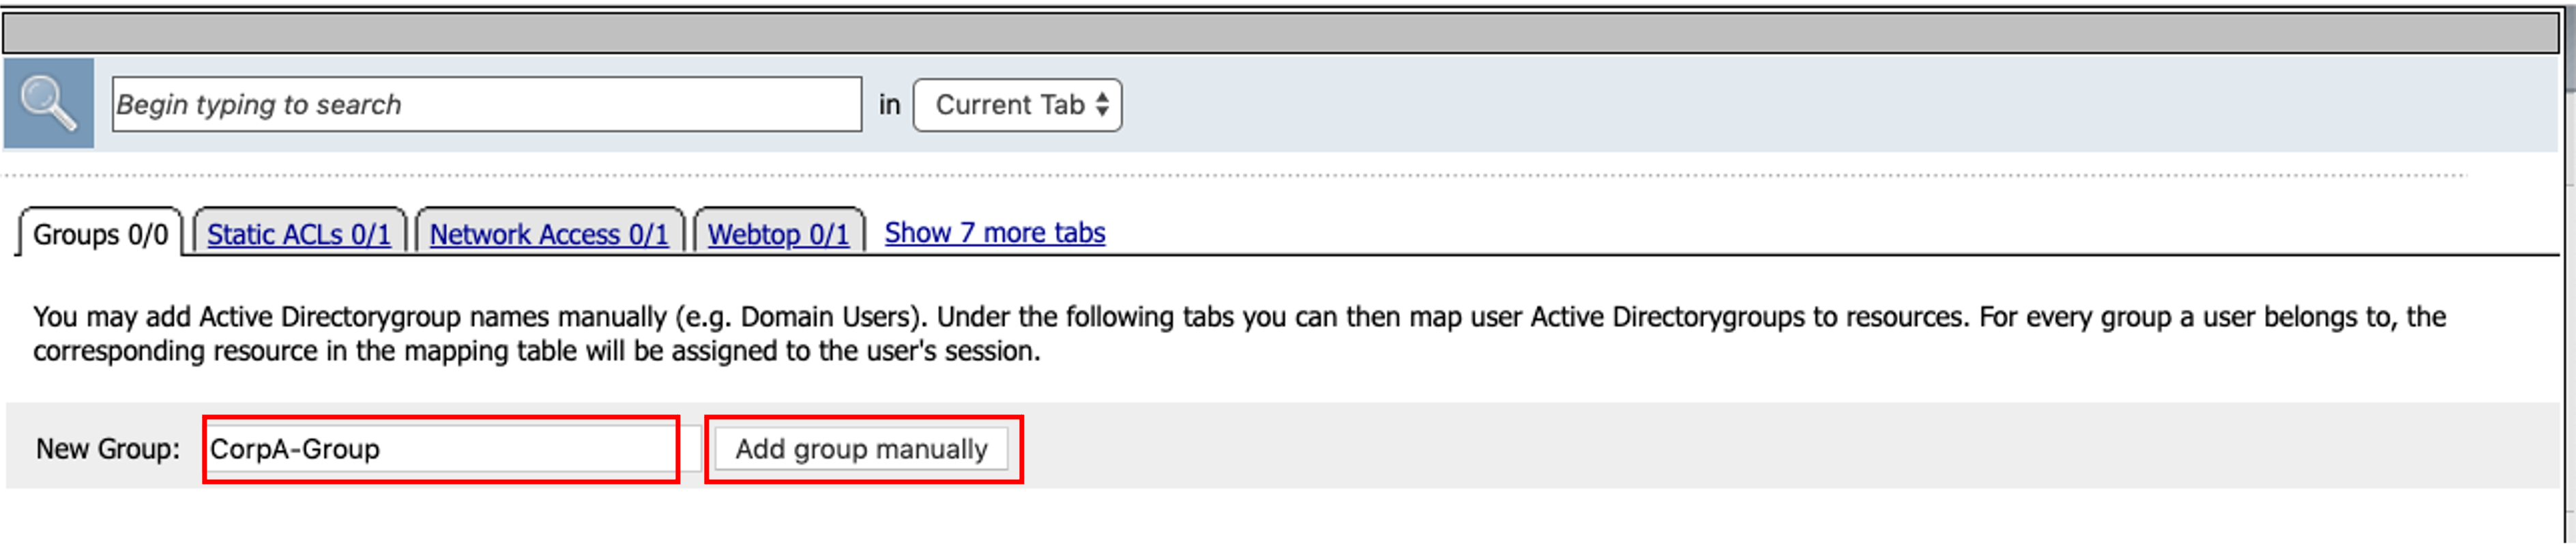 Begin typing to search in Current Tab
Groups 0/0 Static ACLs 0/1 Network Access 0/1 Webtop 0/1 Show 7 more tabs
You may add Active Directorygroup names manually (e.g. Domain Users). Under the following tabs you can then map user Active Directorygroups to resources. For every group a user belongs to, the
corresponding resource in the mapping table will be assigned to the user's session.
New Group: CorpA-Group Add group manually